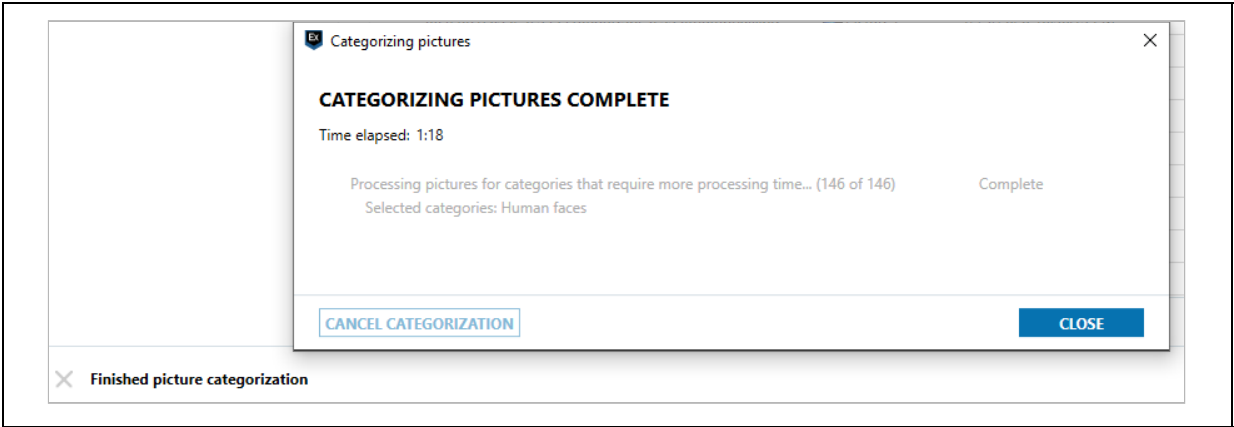 EX
Categorizing pictures
CATEGORIZING PICTURES COMPLETE
Time elapsed: 1:18
Processing pictures for categories that require more processing time... (146 of 146) Complete
Selected categories: Human faces
CANCEL CATEGORIZATION CLOSE
Finished picture categorization